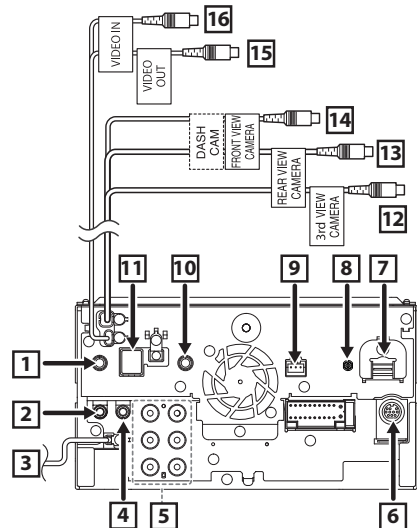 16
VIDEO IN
15
VIDEO
OUT
14
DASH
CAM
FRONT VIEW
CAMERA
13
REAR VIEW
CAMERA
12
3rd VIEW
CAMERA
11
10
9
8
7
1
2
3
4
5
6